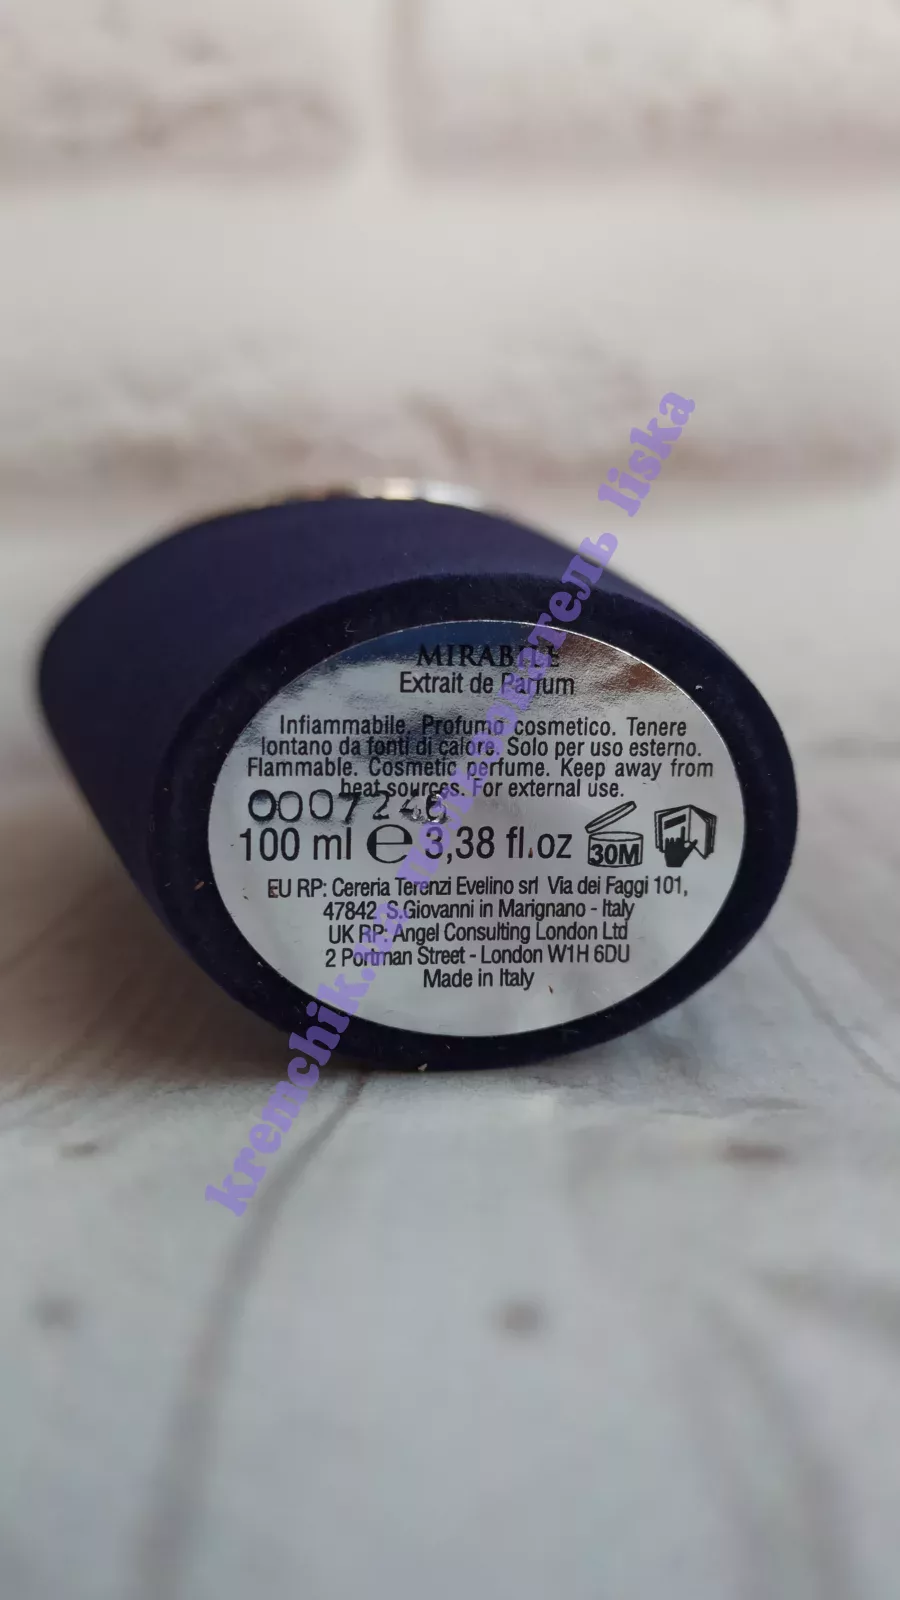 MIRABILE
Extrait de Parfum
Infiammabile. Profumo cosmetico. Tenere
lontano da fonti di calore. Solo per uso esterno.
Flammable. Cosmetic perfume. Keep away from
heat sources. For external use.
0007246
100 ml e 3,38 fl.oz 30M
EU RP: Cereria Terenzi Evelino srl Via dei Faggi 101,
47842 S.Giovanni in Marignano - Italy
UK RP: Angel Consulting London Ltd
2 Portman Street - London W1H 6DU
Made in Italy
kremchik.ua пользователь liska